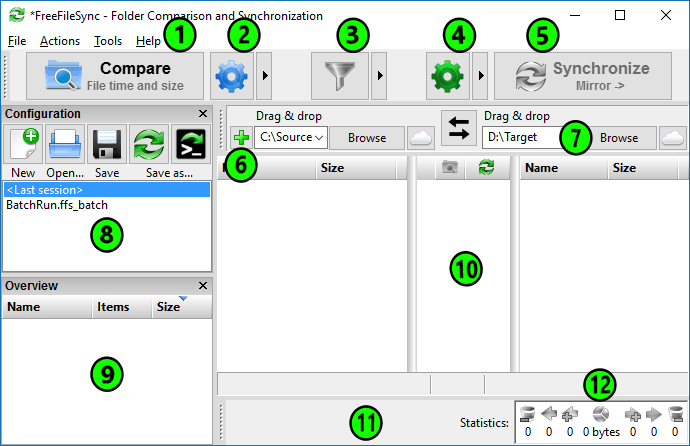 *FreeFileSync - Folder Comparison and Synchronization
File Actions Tools Help
1 2 3 4 5
Compare
File time and size
Synchronize
Mirror ->
Configuration
New Open... Save Save as...
<Last session>
BatchRun.ffs_batch
8
Overview
Name Items Size
9
Drag & drop
C:\Source Browse
6
Drag & drop
D:\Target 7 Browse
Size
Name Size
10
11
12
Statistics: 0 0 0 0 bytes 0 0 0